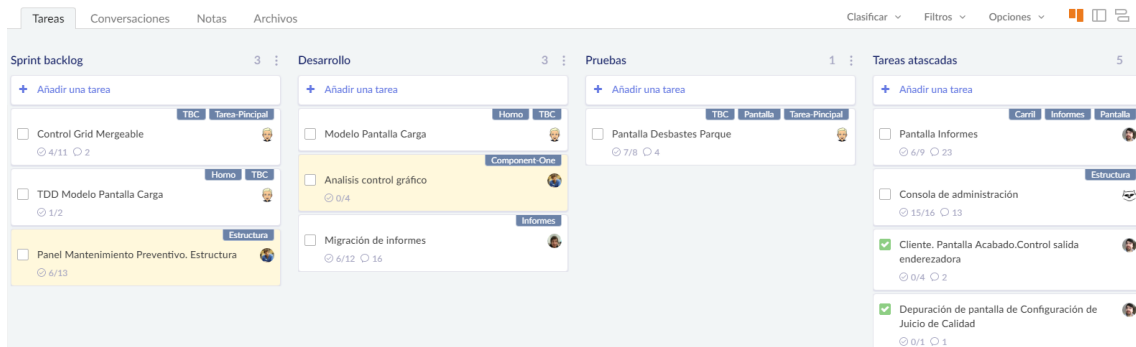 Tareas Conversaciones Notas Archivos Clasificar Filtros Opciones
Sprint backlog 3
+ Añadir una tarea
TBC Tarea-Pincipal
Control Grid Mergeable
4/11 2
Horno TBC
TDD Modelo Pantalla Carga
1/2
Estructura
Panel Mantenimiento Preventivo. Estructura
6/13
Desarrollo 3
+ Añadir una tarea
Horno TBC
Modelo Pantalla Carga
Component-One
Analisis control gráfico
0/4
Informes
Migración de informes
6/12 16
Pruebas 1
+ Añadir una tarea
TBC Pantalla Tarea-Pincipal
Pantalla Desbastes Parque
7/8 4
Tareas atascadas 5
+ Añadir una tarea
Carril Informes Pantalla
Pantalla Informes
6/9 23
Estructura
Consola de administración
15/16 13
Cliente. Pantalla Acabado.Control salida
enderezadora
0/4 2
Depuración de pantalla de Configuración de
Juicio de Calidad
0/1 1